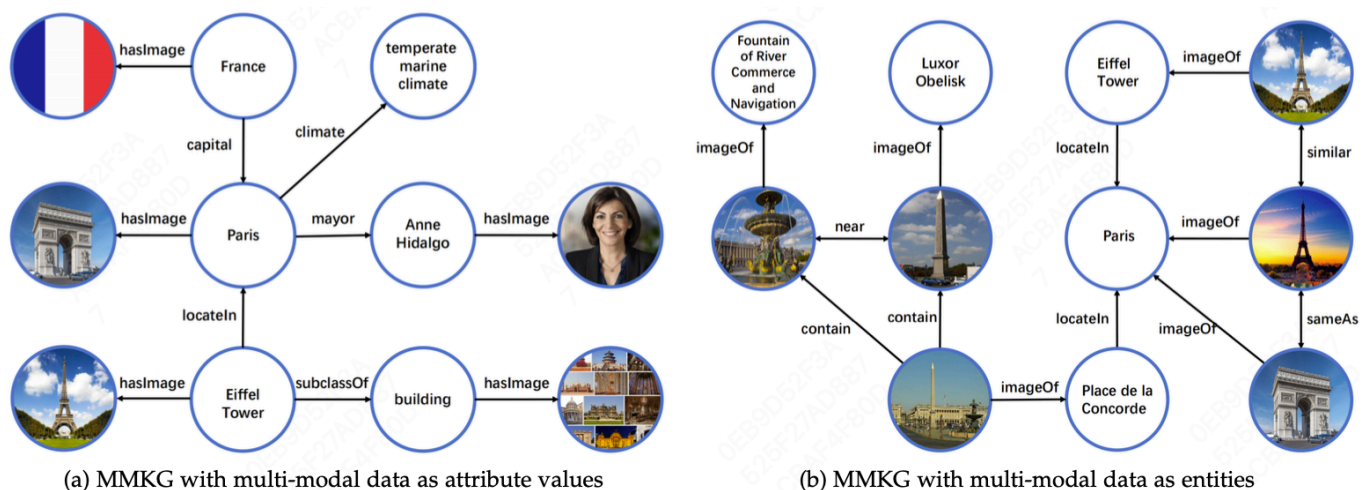 hasImage
France
temperate
marine
climate
capital
climate
hasImage
Paris
mayor
Anne
Hidalgo
hasImage
locateIn
hasImage
Eiffel
Tower
subclassOf
building
hasImage
(a) MMKG with multi-modal data as attribute values
Fountain
of River
Commerce
and
Navigation
Luxor
Obelisk
Eiffel
Tower
imageOf
imageOf
imageOf
locateIn
similar
near
Paris
imageOf
contain
contain
locateIn
imageOf
sameAs
imageOf
Place de la
Concorde
(b) MMKG with multi-modal data as entities